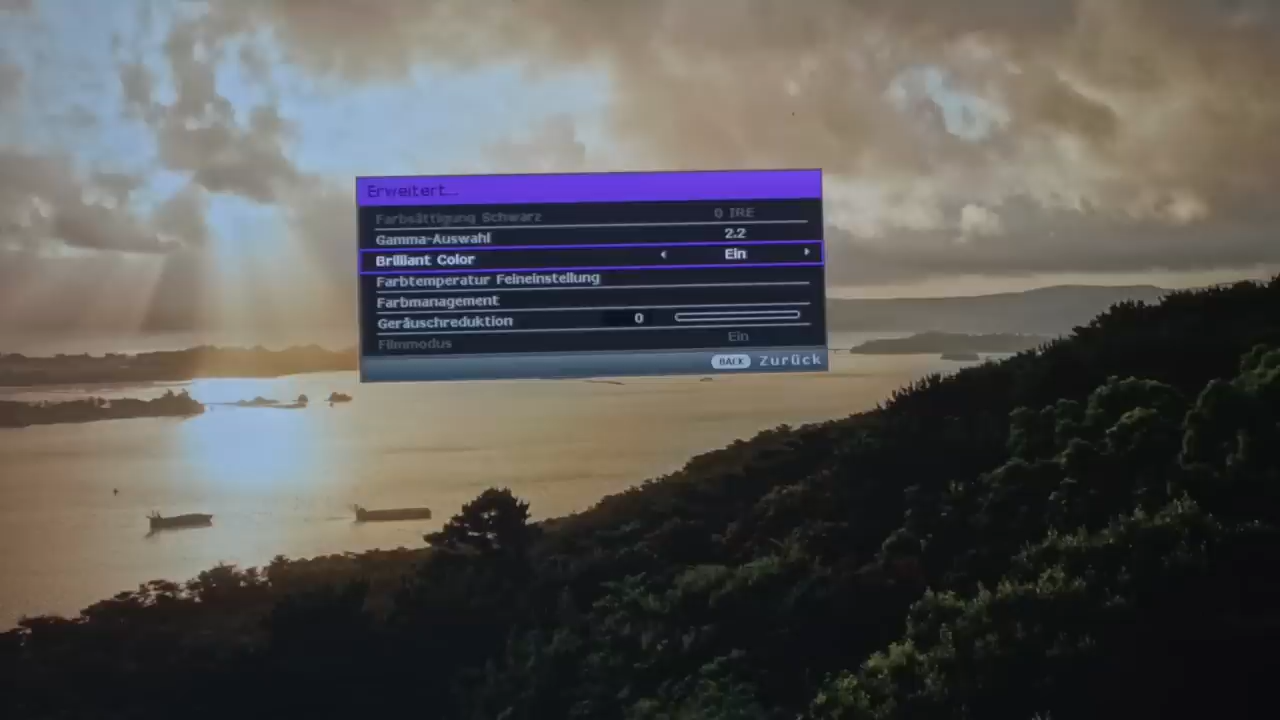 Erweitert...
Farbsättigung Schwarz 0 IRE
Gamma-Auswahl 2.2
Brilliant Color Ein
Farbtemperatur Feineinstellung
Farbmanagement
Geräuschreduktion 0
Filmmodus Ein
BACK Zurück